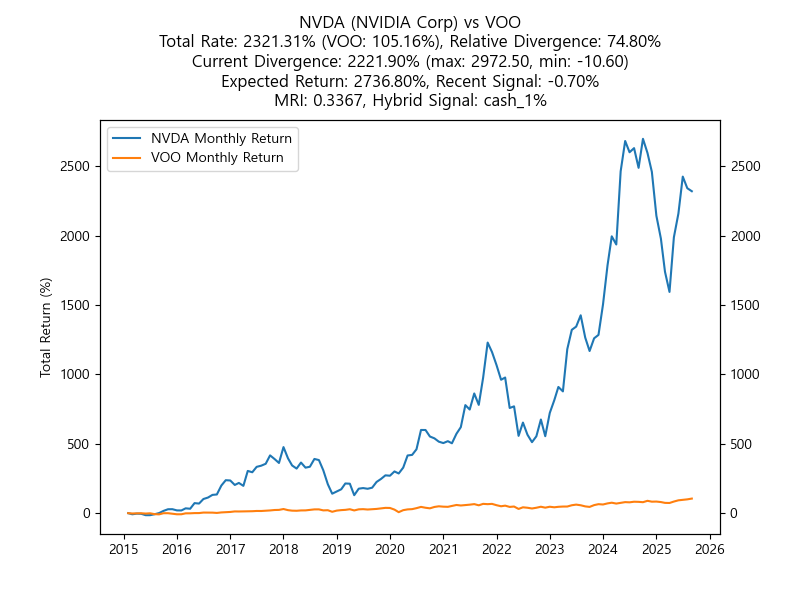 NVDA (NVIDIA Corp) vs VOO
Total Rate: 2321.31% (VOO: 105.16%), Relative Divergence: 74.80%
Current Divergence: 2221.90% (max: 2972.50, min: -10.60)
Expected Return: 2736.80%, Recent Signal: -0.70%
MRI: 0.3367, Hybrid Signal: cash_1%
NVDA Monthly Return
VOO Monthly Return
Total Return (%)
2500
2000
1500
1000
500
0
2500
2000
1500
1000
500
0
2015 2016 2017 2018 2019 2020 2021 2022 2023 2024 2025 2026